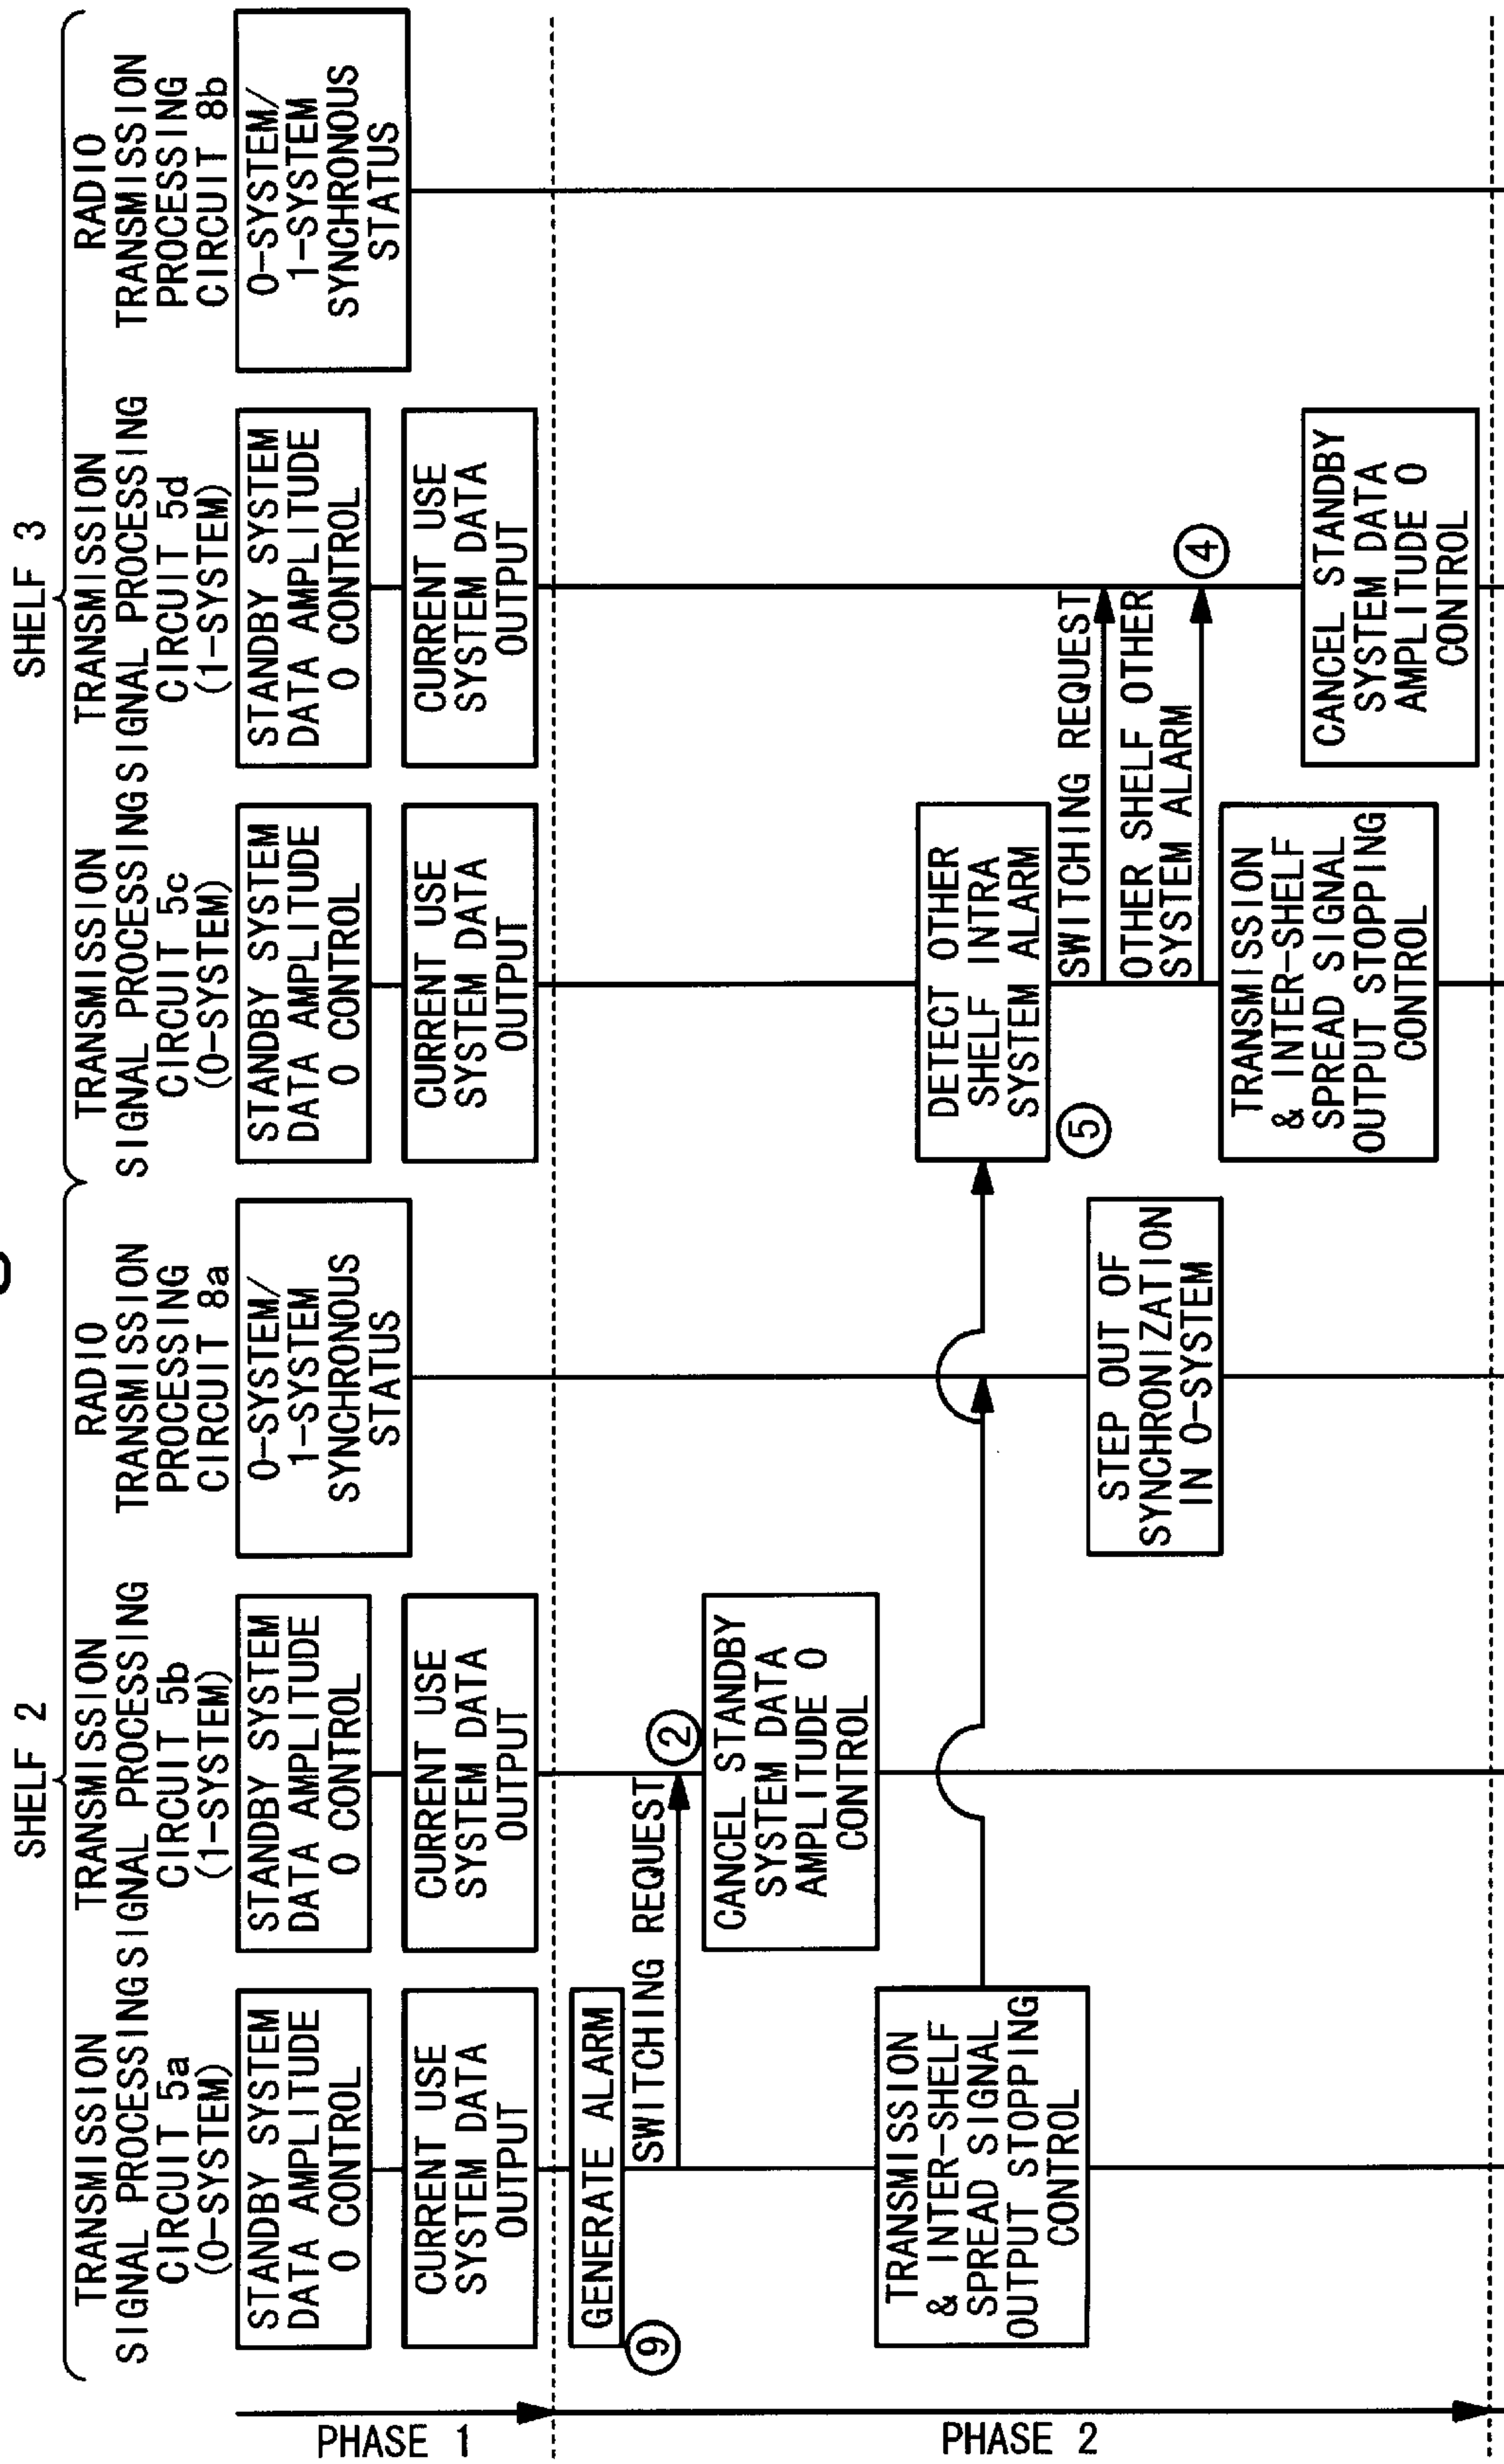 SHELF 2
SHELF 3
TRANSMISSION
SIGNAL PROCESSING
CIRCUIT 5a
(0-SYSTEM)
TRANSMISSION
SIGNAL PROCESSING
CIRCUIT 5b
(1-SYSTEM)
RADIO
TRANSMISSION
PROCESSING
CIRCUIT 8a
TRANSMISSION
SIGNAL PROCESSING
CIRCUIT 5c
(0-SYSTEM)
TRANSMISSION
SIGNAL PROCESSING
CIRCUIT 5d
(1-SYSTEM)
RADIO
TRANSMISSION
PROCESSING
CIRCUIT 8b
PHASE 1
STANDBY SYSTEM
DATA AMPLITUDE
0 CONTROL
STANDBY SYSTEM
DATA AMPLITUDE
0 CONTROL
0-SYSTEM/
1-SYSTEM
SYNCHRONOUS
STATUS
STANDBY SYSTEM
DATA AMPLITUDE
0 CONTROL
STANDBY SYSTEM
DATA AMPLITUDE
0 CONTROL
0-SYSTEM/
1-SYSTEM
SYNCHRONOUS
STATUS
CURRENT USE
SYSTEM DATA
OUTPUT
CURRENT USE
SYSTEM DATA
OUTPUT
CURRENT USE
SYSTEM DATA
OUTPUT
CURRENT USE
SYSTEM DATA
OUTPUT
PHASE 2
GENERATE ALARM
9
SWITCHING REQUEST
2
CANCEL STANDBY
SYSTEM DATA
AMPLITUDE 0
CONTROL
TRANSMISSION
& INTER-SHELF
SPREAD SIGNAL
OUTPUT STOPPING
CONTROL
DETECT OTHER
SHELF INTRA
SYSTEM ALARM
5
STEP OUT OF
SYNCHRONIZATION
IN 0-SYSTEM
SWITCHING REQUEST
OTHER SHELF OTHER
SYSTEM ALARM
4
TRANSMISSION
& INTER-SHELF
SPREAD SIGNAL
OUTPUT STOPPING
CONTROL
CANCEL STANDBY
SYSTEM DATA
AMPLITUDE 0
CONTROL